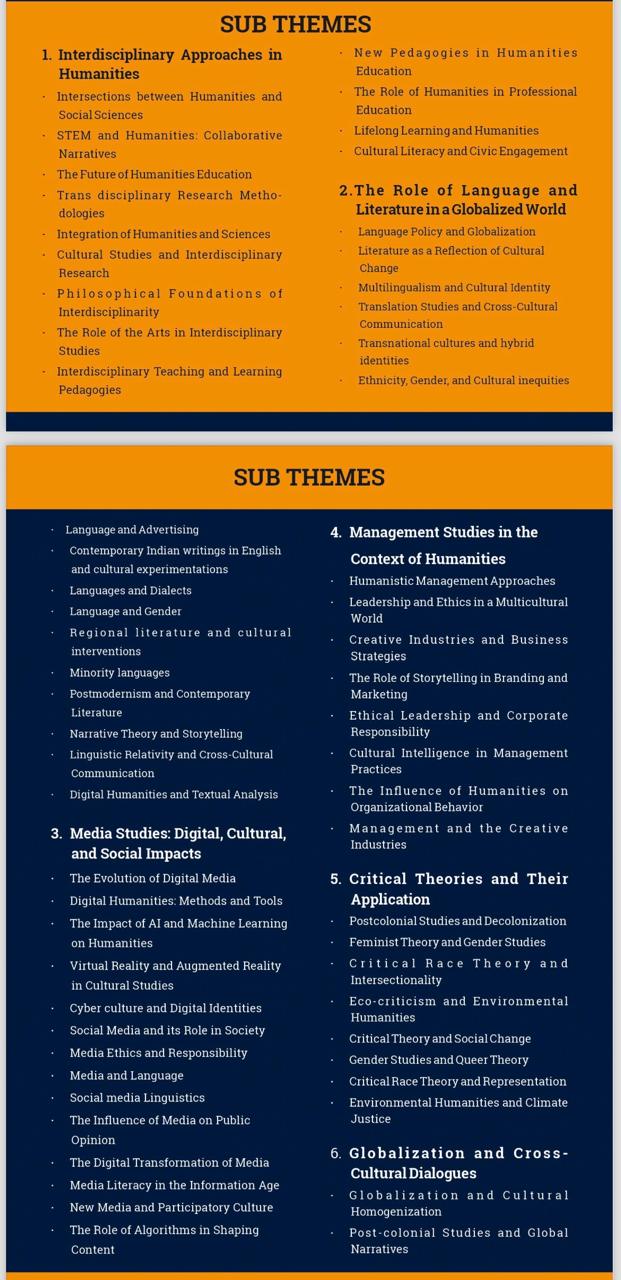 SUB THEMES
1. Interdisciplinary Approaches in
Humanities
· Intersections between Humanities and
Social Sciences
· STEM and Humanities: Collaborative
Narratives
· The Future of Humanities Education
· Trans disciplinary Research Metho-
dologies
· Integration of Humanities and Sciences
· Cultural Studies and Interdisciplinary
Research
· Philosophical Foundations of
Interdisciplinarity
· The Role of the Arts in Interdisciplinary
Studies
· Interdisciplinary Teaching and Learning
Pedagogies
· New Pedagogies in Humanities
Education
· The Role of Humanities in Professional
Education
· Lifelong Learning and Humanities
· Cultural Literacy and Civic Engagement
2.The Role of Language and
Literature in a Globalized World
· Language Policy and Globalization
· Literature as a Reflection of Cultural
Change
· Multilingualism and Cultural Identity
· Translation Studies and Cross-Cultural
Communication
· Transnational cultures and hybrid
identities
· Ethnicity, Gender, and Cultural inequities
SUB THEMES
· Language and Advertising
· Contemporary Indian writings in English
and cultural experimentations
· Languages and Dialects
· Language and Gender
· Regional literature and cultural
interventions
· Minority languages
· Postmodernism and Contemporary
Literature
· Narrative Theory and Storytelling
· Linguistic Relativity and Cross-Cultural
Communication
· Digital Humanities and Textual Analysis
3. Media Studies: Digital, Cultural,
and Social Impacts
· The Evolution of Digital Media
· Digital Humanities: Methods and Tools
· The Impact of AI and Machine Learning
on Humanities
· Virtual Reality and Augmented Reality
in Cultural Studies
· Cyber culture and Digital Identities
· Social Media and its Role in Society
· Media Ethics and Responsibility
· Media and Language
· Social media Linguistics
· The Influence of Media on Public
Opinion
· The Digital Transformation of Media
· Media Literacy in the Information Age
· New Media and Participatory Culture
· The Role of Algorithms in Shaping
Content
4. Management Studies in the
Context of Humanities
· Humanistic Management Approaches
· Leadership and Ethics in a Multicultural
World
· Creative Industries and Business
Strategies
· The Role of Storytelling in Branding and
Marketing
· Ethical Leadership and Corporate
Responsibility
· Cultural Intelligence in Management
Practices
· The Influence of Humanities on
Organizational Behavior
· Management and the Creative
Industries
5. Critical Theories and Their
Application
· Postcolonial Studies and Decolonization
· Feminist Theory and Gender Studies
· Critical Race Theory and
Intersectionality
· Eco-criticism and Environmental
Humanities
· Critical Theory and Social Change
· Gender Studies and Queer Theory
· Critical Race Theory and Representation
· Environmental Humanities and Climate
Justice
6. Globalization and Cross-
Cultural Dialogues
· Globalization and Cultural
Homogenization
· Post-colonial Studies and Global
Narratives